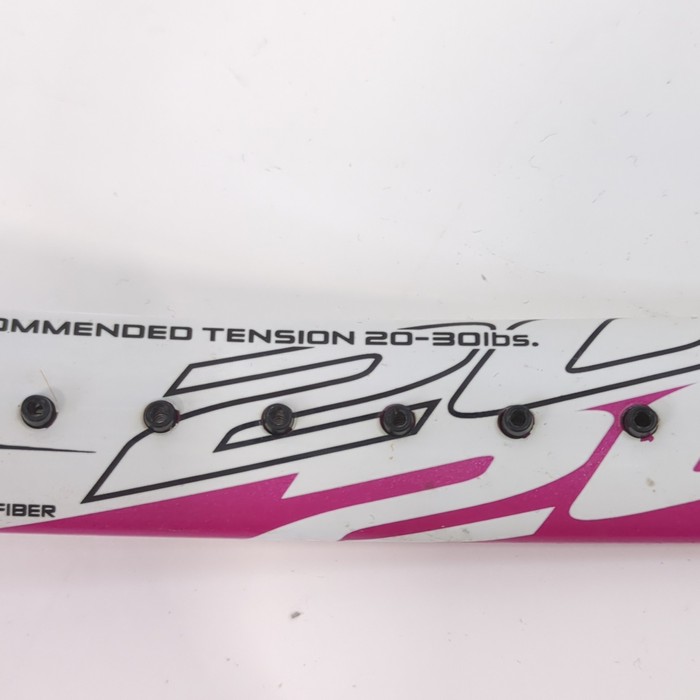 OMMENDED TENSION 20-30lbs.
FIBER